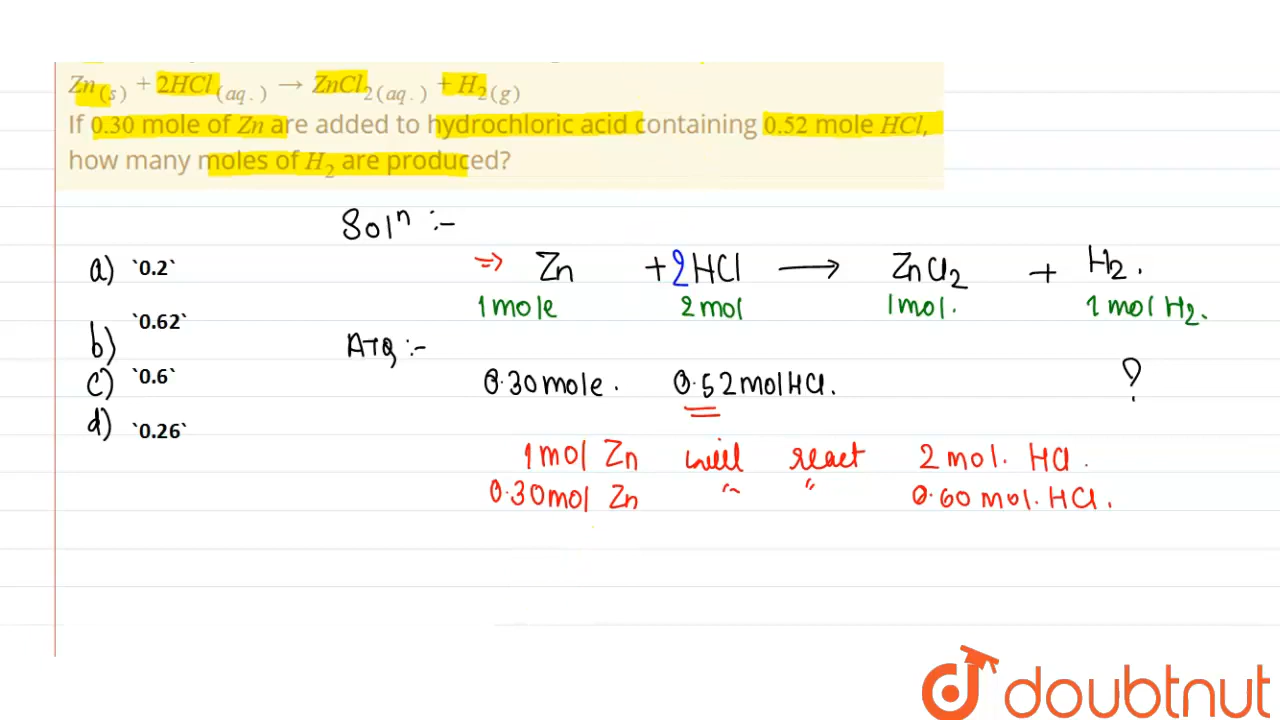 Zn(s) + 2HCl(aq.) → ZnCl2(aq.) + H2(g)
If 0.30 mole of Zn are added to hydrochloric acid containing 0.52 mole HCl,
how many moles of H2 are produced?
Solⁿ :-
a) `0.2`
⇒ Zn + 2HCl → ZnCl2 + H2.
1mole 2mol 1mol. 1mol H2.
`0.62`
b)
ATQ :-
c) `0.6`
0.30mole. 0.52molHCl. ?
d) `0.26`
1mol Zn will react 2mol. HCl.
0.30mol Zn " " 0.60 mol. HCl.
doubtnut